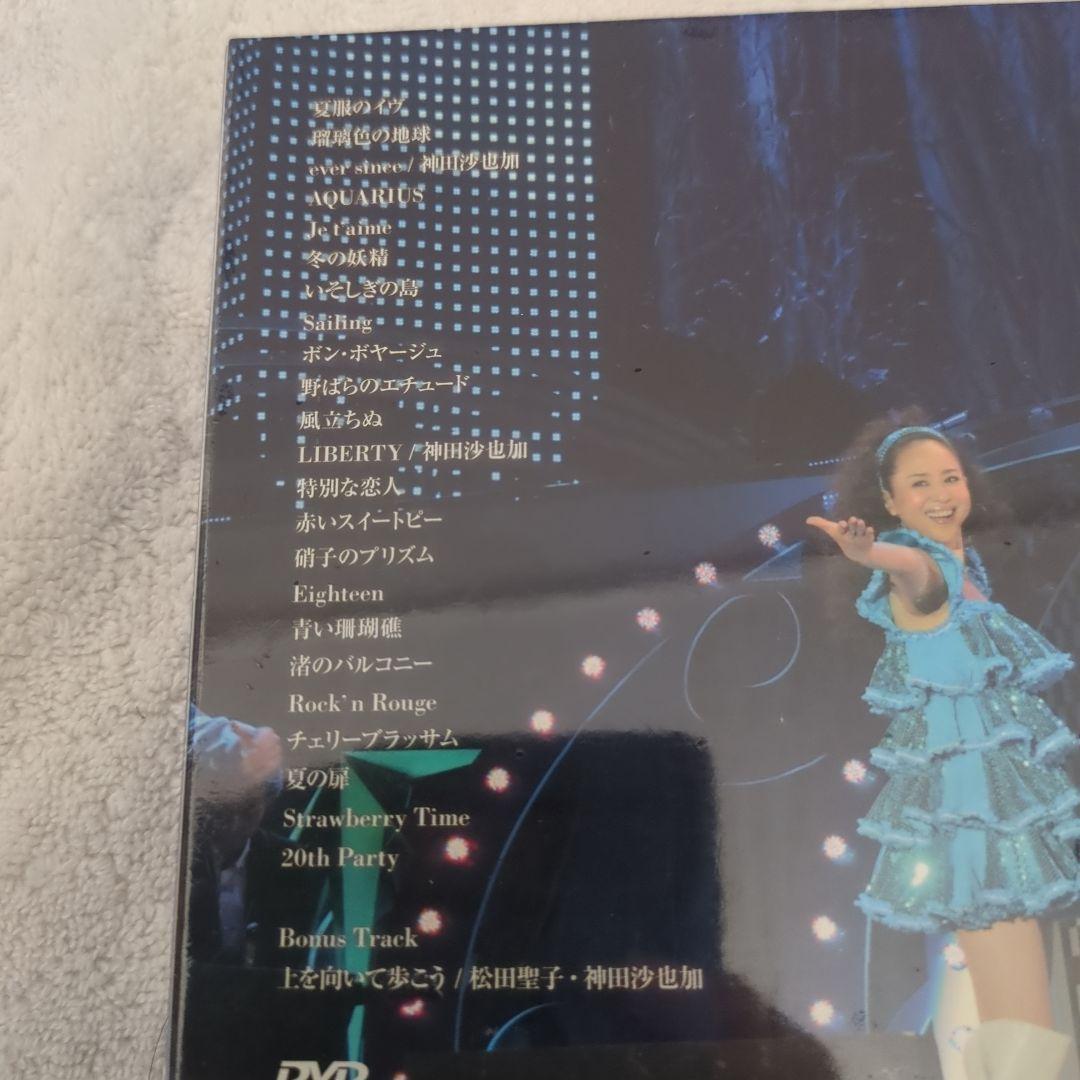 夏服のイヴ
瑠璃色の地球
ever since / 神田沙也加
AQUARIUS
Je t'aime
冬の妖精
いそしぎの島
Sailing
ボン・ボヤージュ
野ばらのエチュード
風立ちぬ
LIBERTY / 神田沙也加
特別な恋人
赤いスイートピー
硝子のプリズム
Eighteen
青い珊瑚礁
渚のバルコニー
Rock'n Rouge
チェリーブラッサム
夏の扉
Strawberry Time
20th Party
Bonus Track
上を向いて歩こう / 松田聖子・神田沙也加
DVD